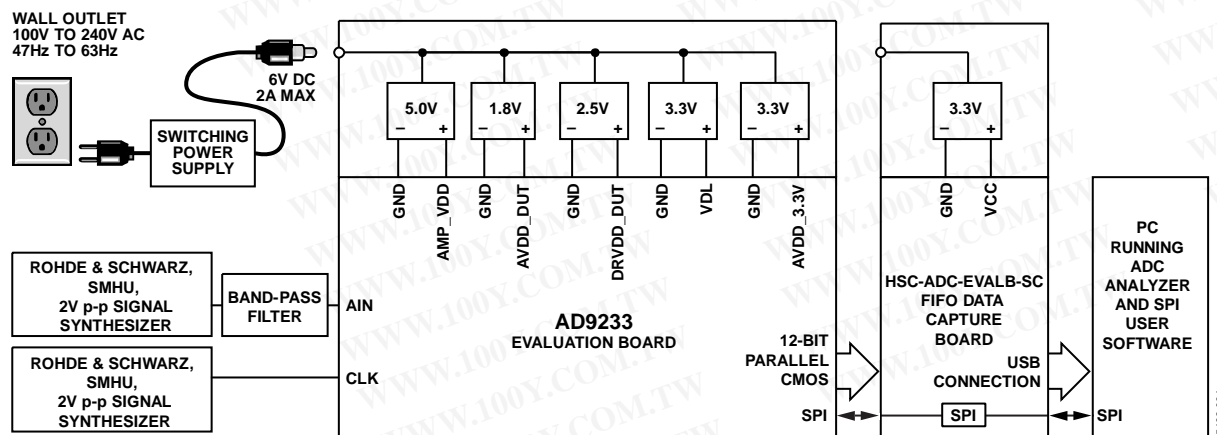 WALL OUTLET
100V TO 240V AC
47Hz TO 63Hz
6V DC
2A MAX
SWITCHING
POWER
SUPPLY
5.0V
1.8V
2.5V
3.3V
3.3V
3.3V
– +
– +
– +
– +
– +
– +
GND
AMP_VDD
GND
AVDD_DUT
GND
DRVDD_DUT
GND
VDL
GND
AVDD_3.3V
GND
VCC
ROHDE & SCHWARZ,
SMHU,
2V p-p SIGNAL
SYNTHESIZER
BAND-PASS
FILTER
AIN
ROHDE & SCHWARZ,
SMHU,
2V p-p SIGNAL
SYNTHESIZER
CLK
AD9233
EVALUATION BOARD
12-BIT
PARALLEL
CMOS
SPI
HSC-ADC-EVALB-SC
FIFO DATA
CAPTURE
BOARD
USB
CONNECTION
SPI
PC
RUNNING
ADC
ANALYZER
AND SPI
USER
SOFTWARE
SPI
WWW.100Y.COM.TW